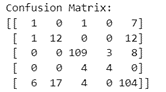 Confusion Matrix:
[[  1   0   1   0   7]
 [  1  12   0   0  12]
 [  0   0 109   3   8]
 [  0   0   4   4   0]
 [  6  17   4   0 104]]